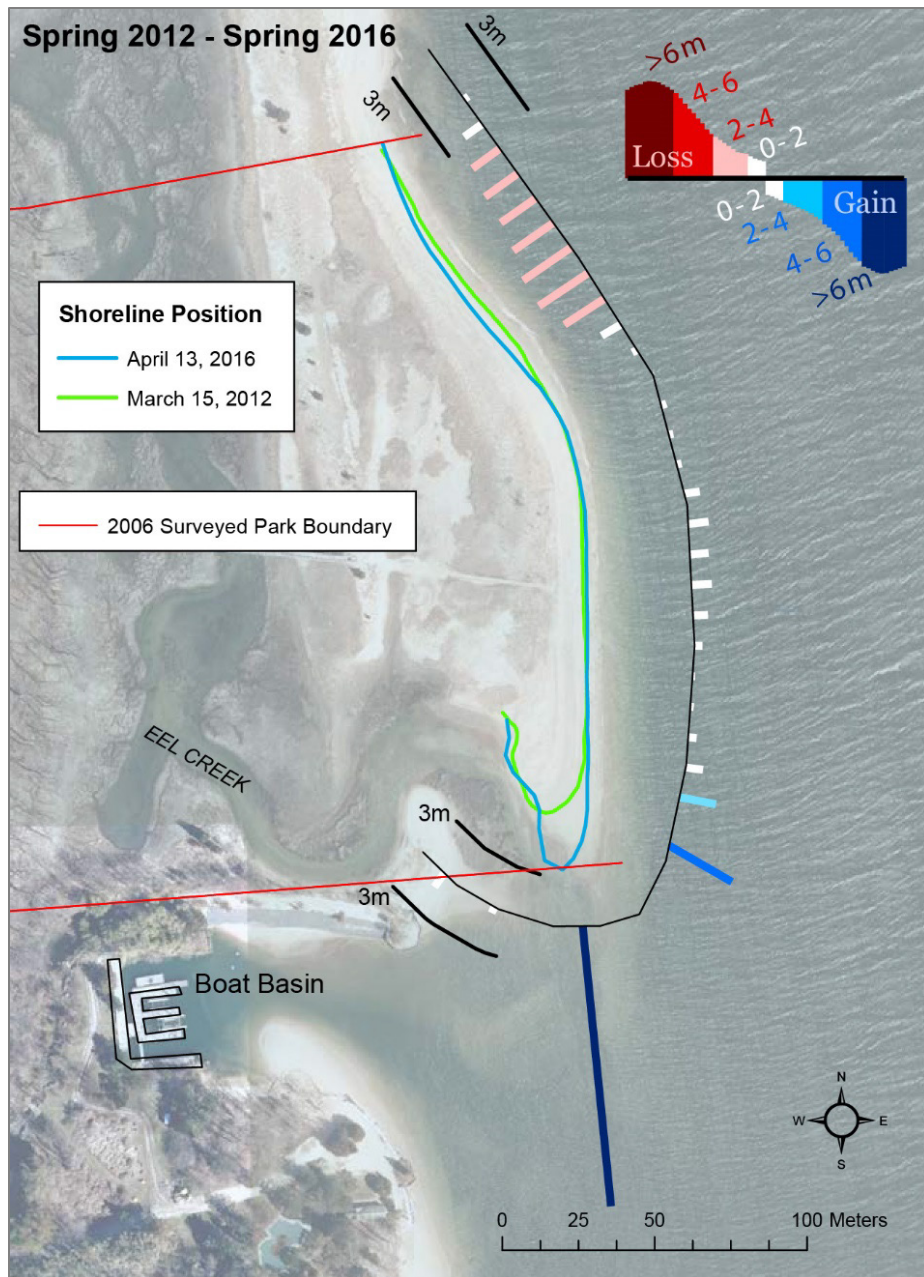 Spring 2012 - Spring 2016
3m
3m
>6m
4-6
2-4
0-2
Loss
0-2
Gain
2-4
4-6
>6m
Shoreline Position
April 13, 2016
March 15, 2012
2006 Surveyed Park Boundary
EEL CREEK
3m
3m
Boat Basin
N
W
E
S
0
25
50
100 Meters